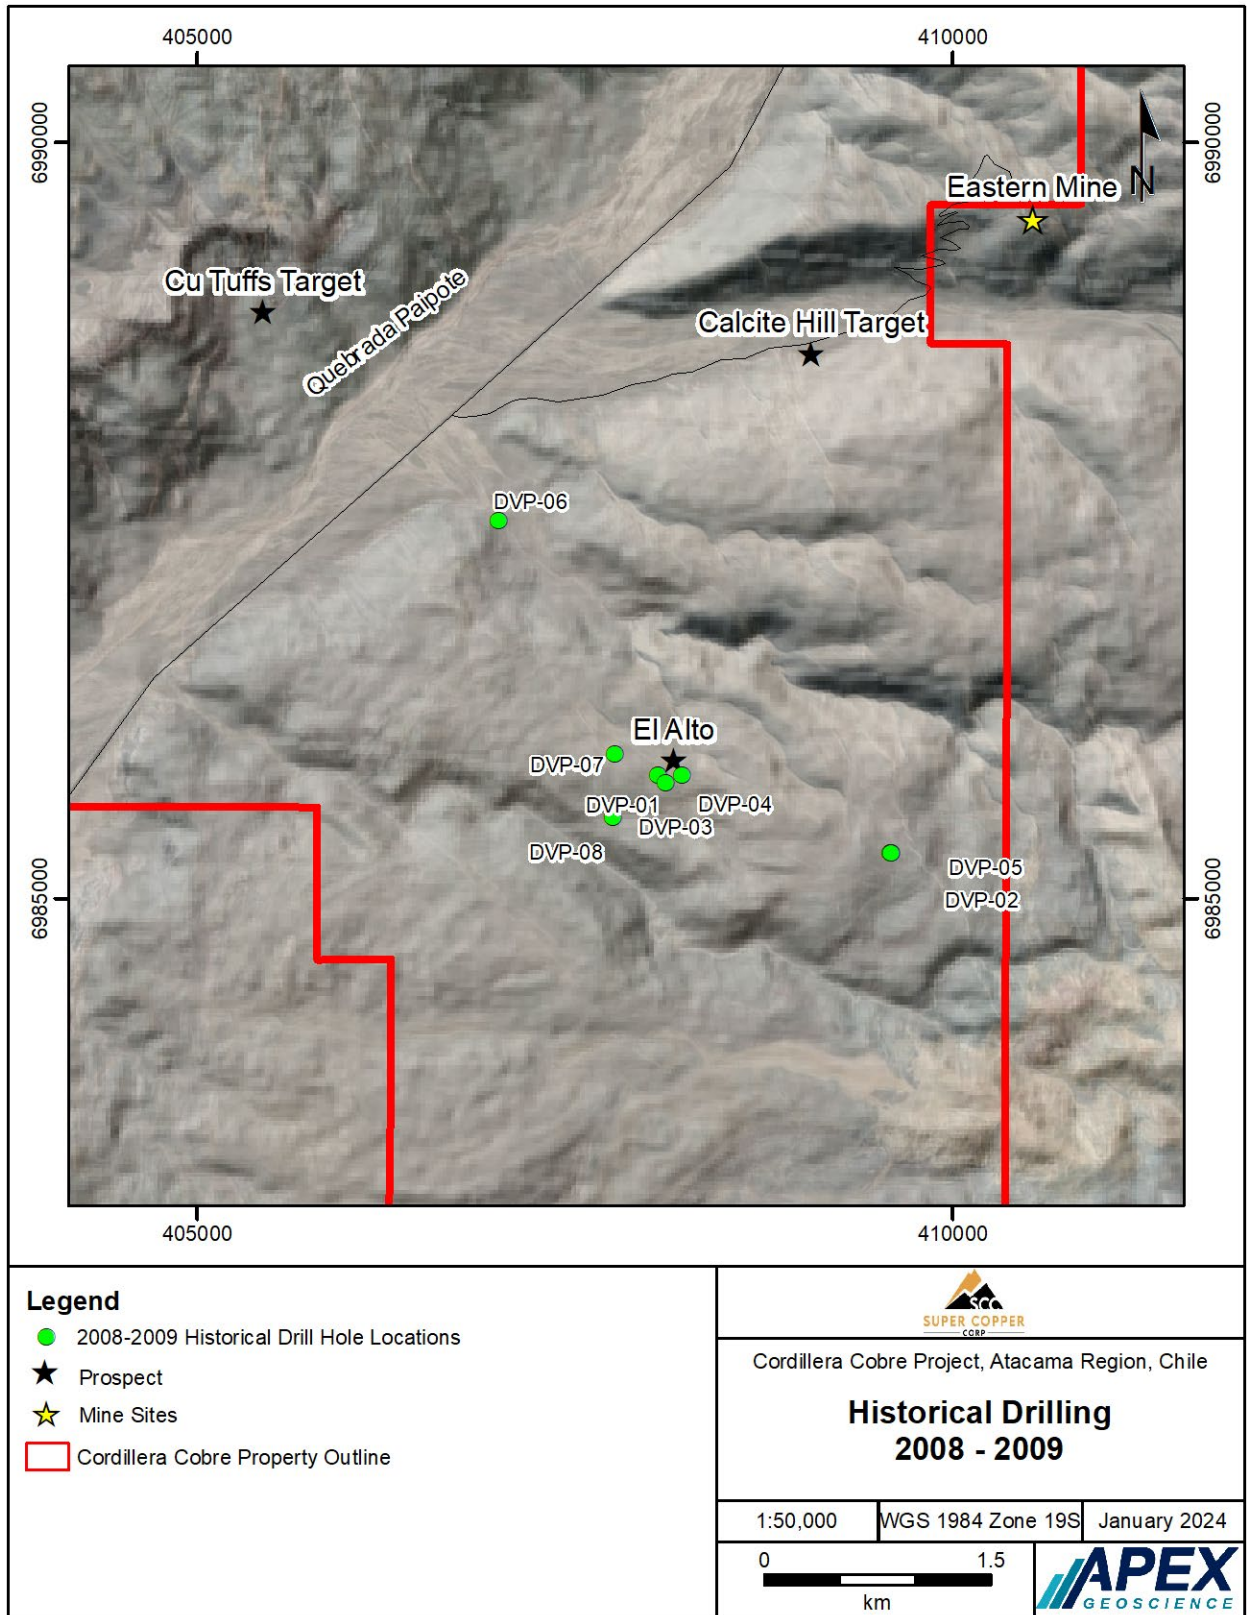 405000
410000
6990000
6990000
N
Eastern Mine
Cu Tuffs Target
Quebrada Paipote
Calcite Hill Target
DVP-06
El Alto
DVP-07
DVP-01
DVP-04
DVP-03
DVP-08
DVP-05
DVP-02
6985000
6985000
405000
410000
Legend
2008-2009 Historical Drill Hole Locations
Prospect
Mine Sites
Cordillera Cobre Property Outline
SCC
SUPER COPPER
CORP
Cordillera Cobre Project, Atacama Region, Chile
Historical Drilling
2008 - 2009
1:50,000
WGS 1984 Zone 19S
January 2024
0
1.5
km
APEX
GEOSCIENCE